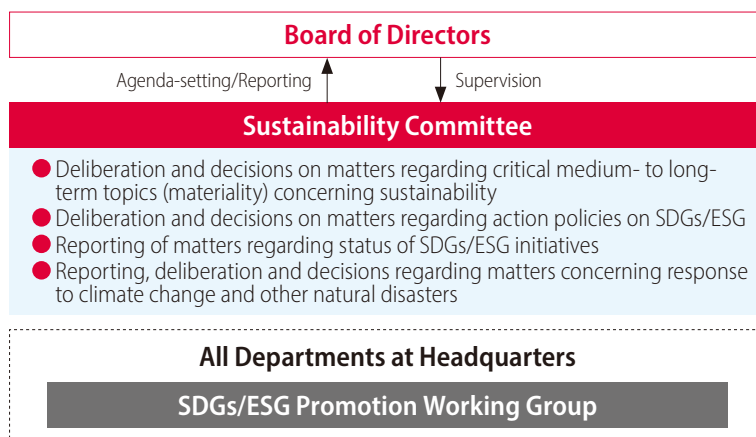 Board of Directors
Agenda-setting/Reporting
Supervision
Sustainability Committee
Deliberation and decisions on matters regarding critical medium- to long-
term topics (materiality) concerning sustainability
Deliberation and decisions on matters regarding action policies on SDGs/ESG
Reporting of matters regarding status of SDGs/ESG initiatives
Reporting, deliberation and decisions regarding matters concerning response
to climate change and other natural disasters
All Departments at Headquarters
SDGs/ESG Promotion Working Group